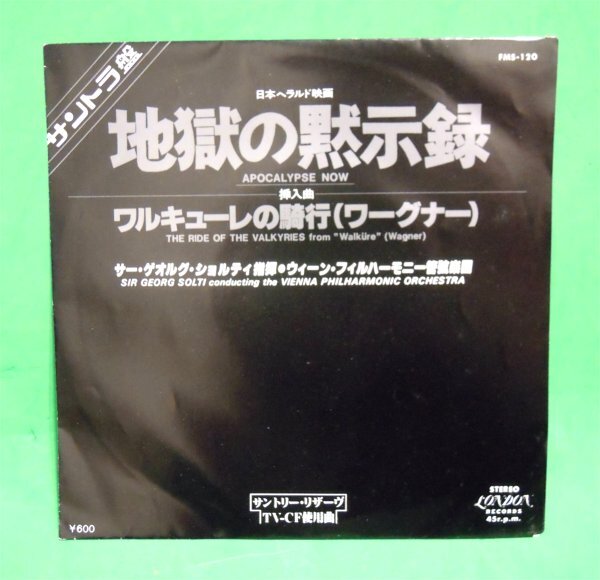 サントラ盤
FMS-120
日本ヘラルド映画
地獄の黙示録
APOCALYPSE NOW
挿入曲
ワルキューレの騎行(ワーグナー)
THE RIDE OF THE VALKYRIES from "Walküre" (Wagner)
サー・ゲオルグ・ショルティ指揮●ウィーン・フィルハーモニー管弦楽団
SIR GEORG SOLTI conducting the VIENNA PHILHARMONIC ORCHESTRA
サントリー・リザーヴ
TV-CF使用曲
¥600
STEREO
LONDON
RECORDS
45r.p.m.